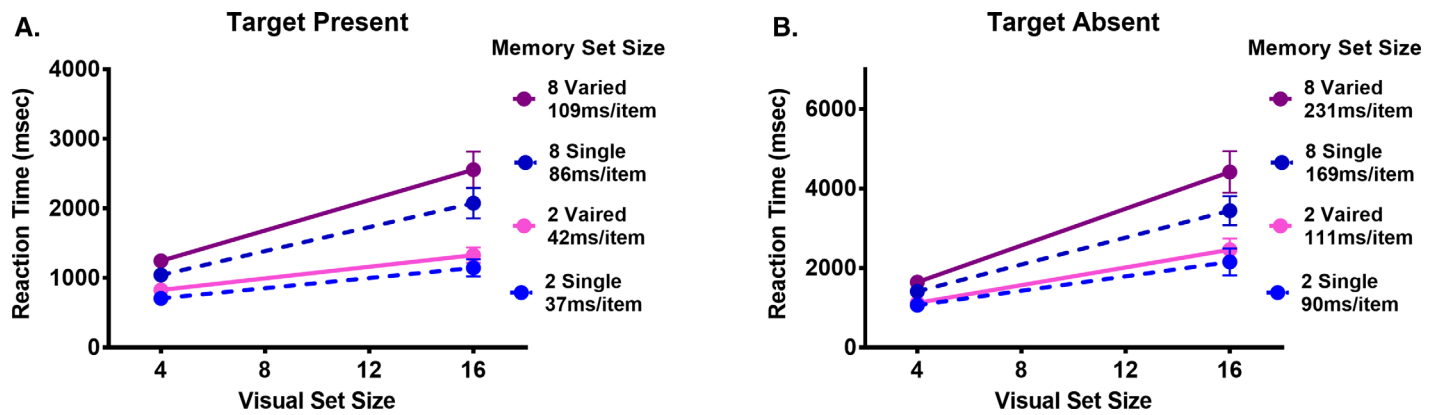 A.
Target Present
Memory Set Size
Reaction Time (msec)
4000
3000
2000
1000
0
4
8
12
16
Visual Set Size
8 Varied
109ms/item
8 Single
86ms/item
2 Vaired
42ms/item
2 Single
37ms/item
B.
Target Absent
Memory Set Size
Reaction Time (msec)
6000
4000
2000
0
4
8
12
16
Visual Set Size
8 Varied
231ms/item
8 Single
169ms/item
2 Vaired
111ms/item
2 Single
90ms/item